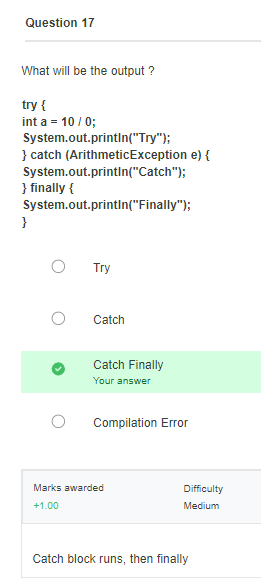 Question 17
What will be the output ?
try {
int a = 10 / 0;
System.out.println("Try");
} catch (ArithmeticException e) {
System.out.println("Catch");
} finally {
System.out.println("Finally");
}
Try
Catch
Catch Finally
Your answer
Compilation Error
Marks awarded
+1.00
Difficulty
Medium
Catch block runs, then finally